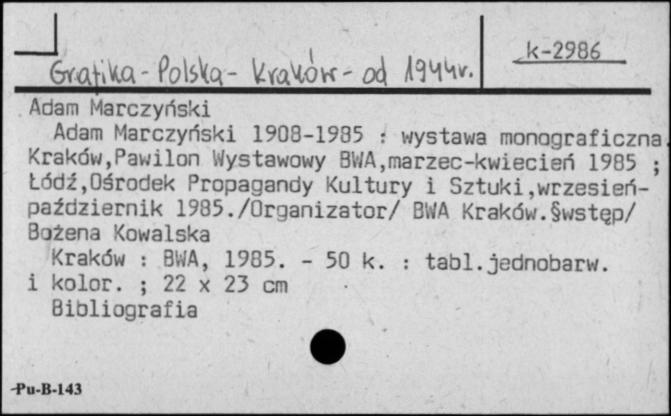 Grafika - Polska - Kraków - od 1944r.
k-2986
Adam Marczyński
Adam Marczyński 1908-1985 : wystawa monograficzna.
Kraków,Pawilon Wystawowy BWA,marzec-kwiecień 1985 ;
Łódź,Ośrodek Propagandy Kultury i Sztuki,wrzesień-
październik 1985./Organizator/ BWA Kraków.§wstęp/
Bożena Kowalska
Kraków : BWA, 1985. - 50 k. : tabl.jednobarw.
i kolor. ; 22 x 23 cm
Bibliografia
Pu-B-143